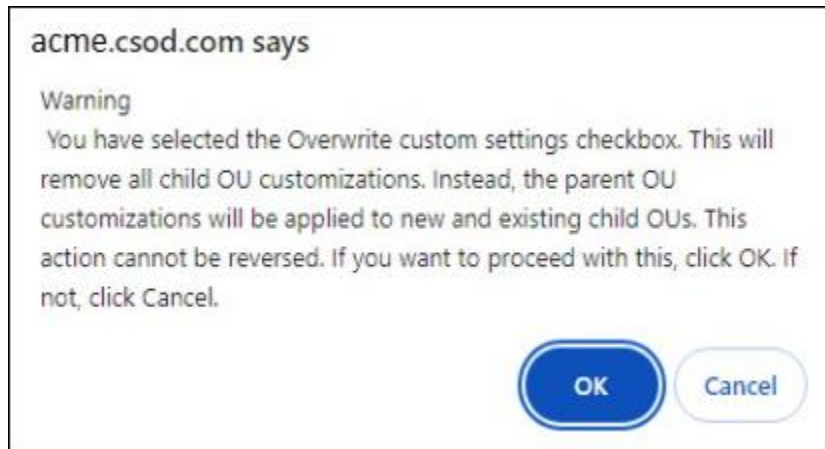 acme.csod.com says
Warning
You have selected the Overwrite custom settings checkbox. This will
remove all child OU customizations. Instead, the parent OU
customizations will be applied to new and existing child OUs. This
action cannot be reversed. If you want to proceed with this, click OK. If
not, click Cancel.
OK Cancel